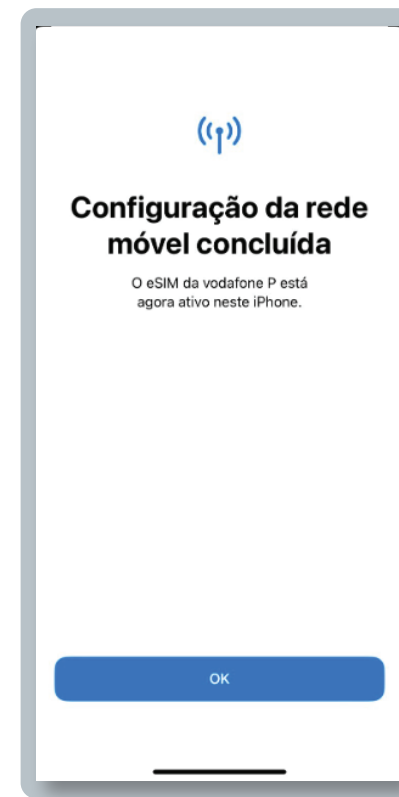 Configuração da rede
móvel concluída
O eSIM da vodafone P está
agora ativo neste iPhone.
OK